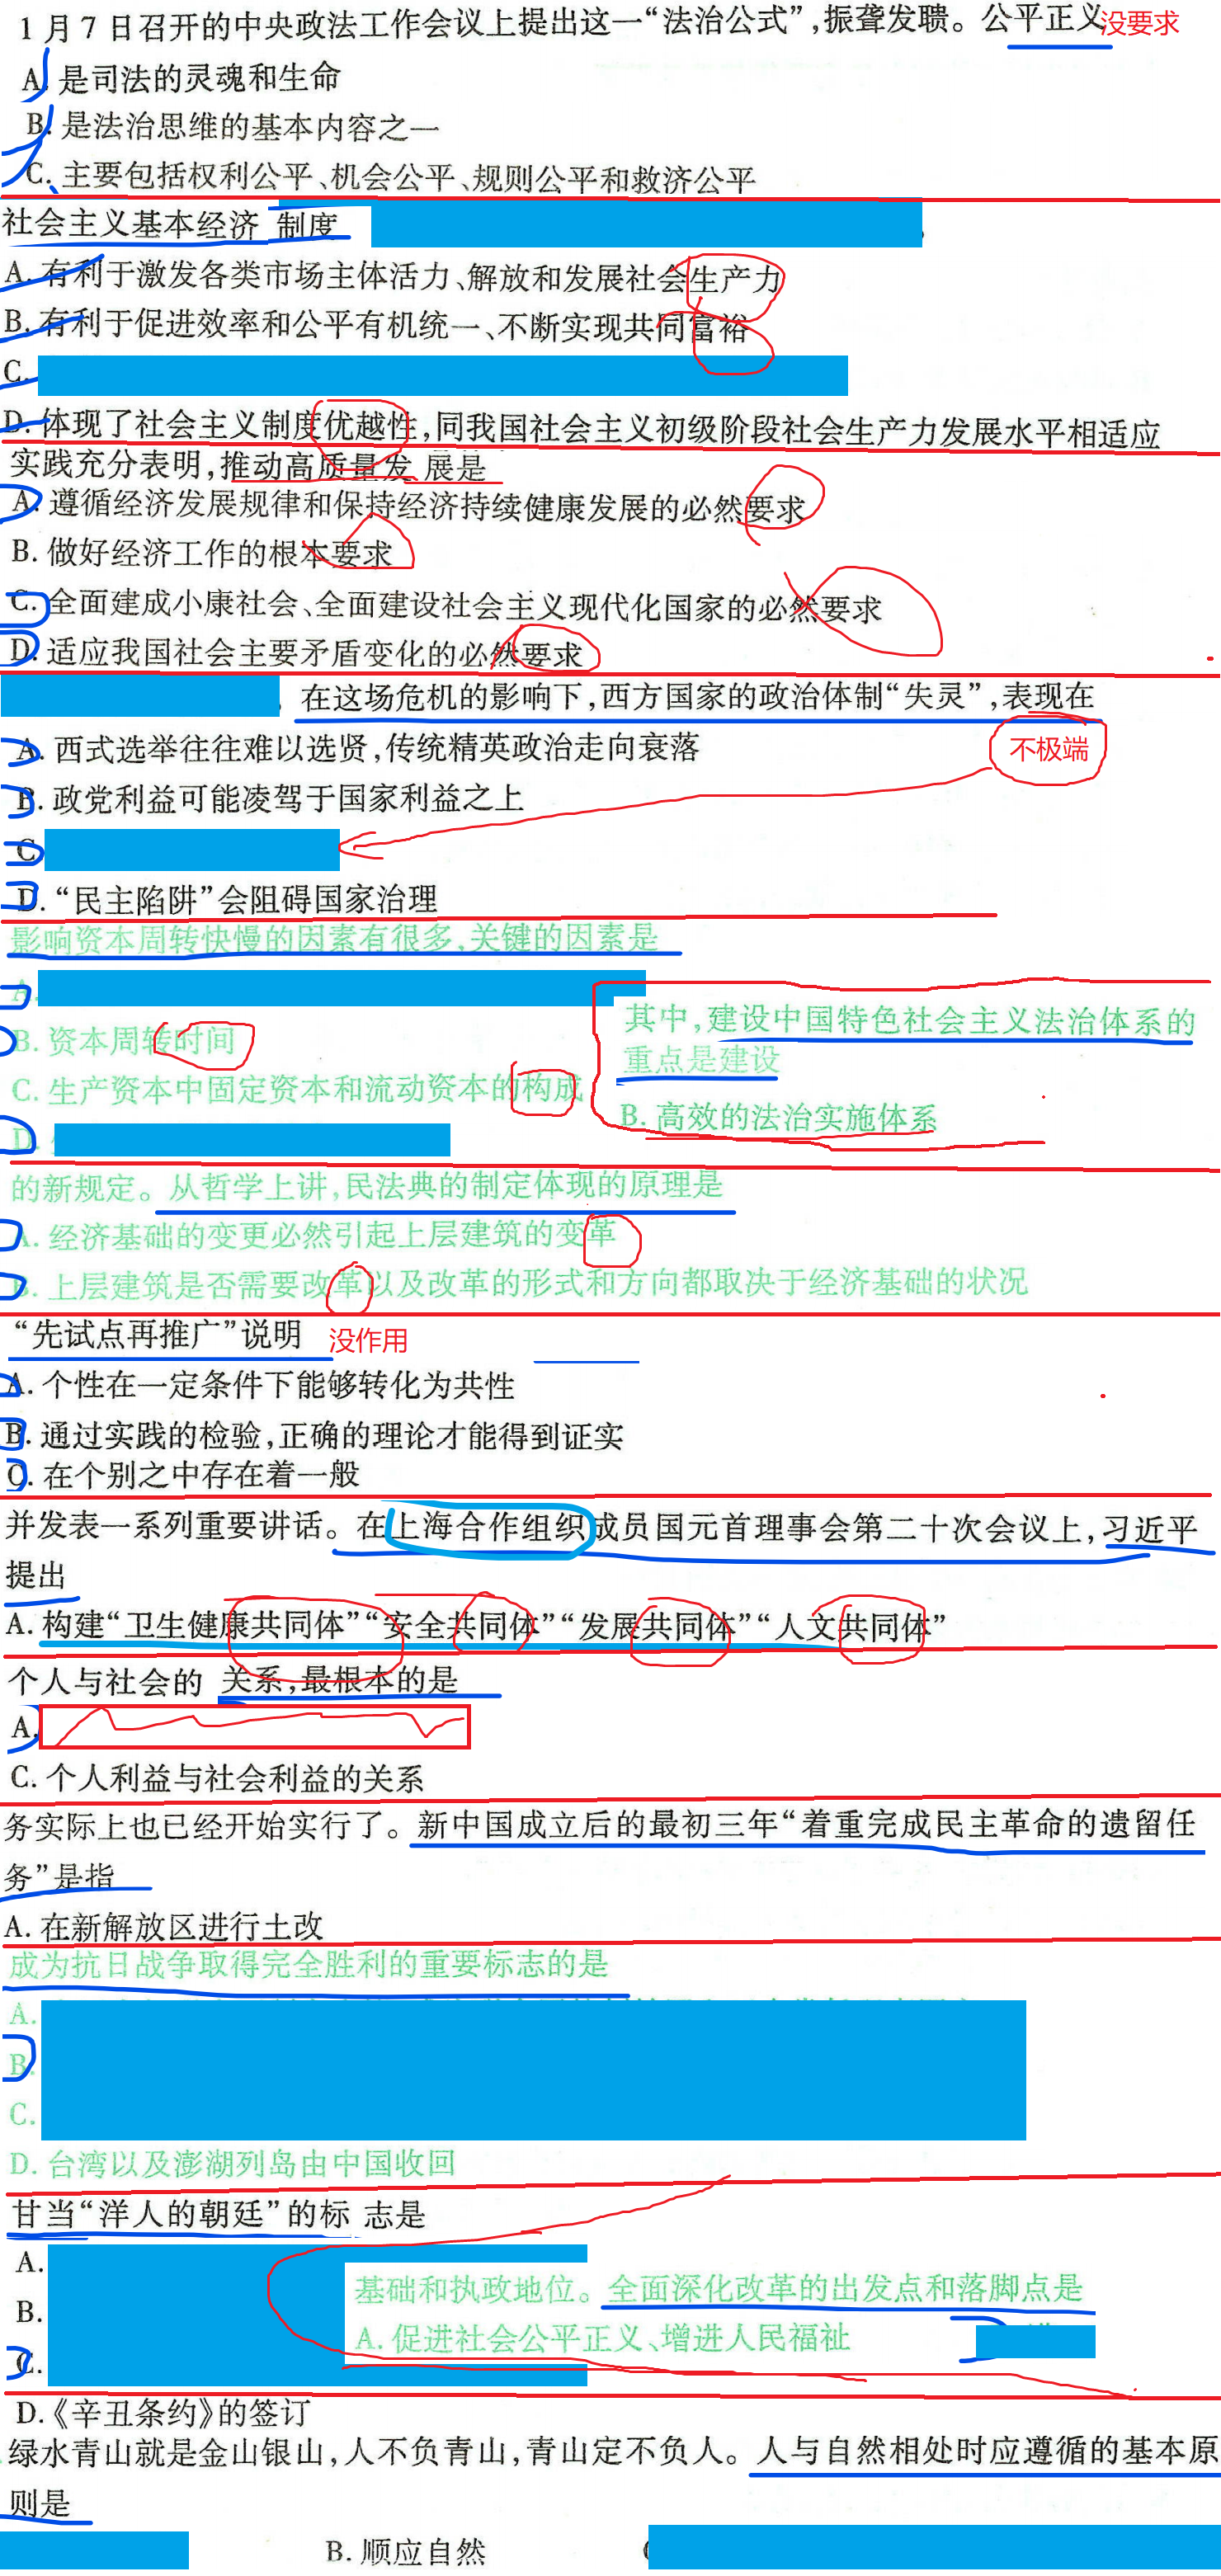 1月7日召开的中央政法工作会议上提出这一“法治公式”,振聋发聩。公平正义没要求
A.是司法的灵魂和生命
B.是法治思维的基本内容之一
C.主要包括权利公平、机会公平、规则公平和救济公平
社会主义基本经济 制度
A.有利于激发各类市场主体活力、解放和发展社会生产力
B.有利于促进效率和公平有机统一、不断实现共同富裕
C.
D.体现了社会主义制度优越性,同我国社会主义初级阶段社会生产力发展水平相适应
实践充分表明,推动高质量发 展是
A.遵循经济发展规律和保持经济持续健康发展的必然要求
B.做好经济工作的根本要求
C.全面建成小康社会、全面建设社会主义现代化国家的必然要求
D.适应我国社会主要矛盾变化的必然要求
在这场危机的影响下,西方国家的政治体制“失灵”,表现在
A.西式选举往往难以选贤,传统精英政治走向衰落
不极端
B.政党利益可能凌驾于国家利益之上
C
D.“民主陷阱”会阻碍国家治理
影响资本周转快慢的因素有很多,关键的因素是
A.
B.资本周转时间
C.生产资本中固定资本和流动资本的构成
D.
其中,建设中国特色社会主义法治体系的
重点是建设
B.高效的法治实施体系
的新规定。从哲学上讲,民法典的制定体现的原理是
A.经济基础的变更必然引起上层建筑的变革
B.上层建筑是否需要改革以及改革的形式和方向都取决于经济基础的状况
“先试点再推广”说明 没作用
A.个性在一定条件下能够转化为共性
B.通过实践的检验,正确的理论才能得到证实
C.在个别之中存在着一般
并发表一系列重要讲话。在上海合作组织成员国元首理事会第二十次会议上,习近平
提出
A.构建“卫生健康共同体”“安全共同体”“发展共同体”“人文共同体”
个人与社会的 关系,最根本的是
A.
C.个人利益与社会利益的关系
务实际上也已经开始实行了。新中国成立后的最初三年“着重完成民主革命的遗留任
务”是指
A.在新解放区进行土改
成为抗日战争取得完全胜利的重要标志的是
A.
B.
C.
D.台湾以及澎湖列岛由中国收回
甘当“洋人的朝廷”的标 志是
A.
B.
C.
基础和执政地位。全面深化改革的出发点和落脚点是
A.促进社会公平正义、增进人民福祉
D.《辛丑条约》的签订
绿水青山就是金山银山,人不负青山,青山定不负人。人与自然相处时应遵循的基本原
则是
B.顺应自然